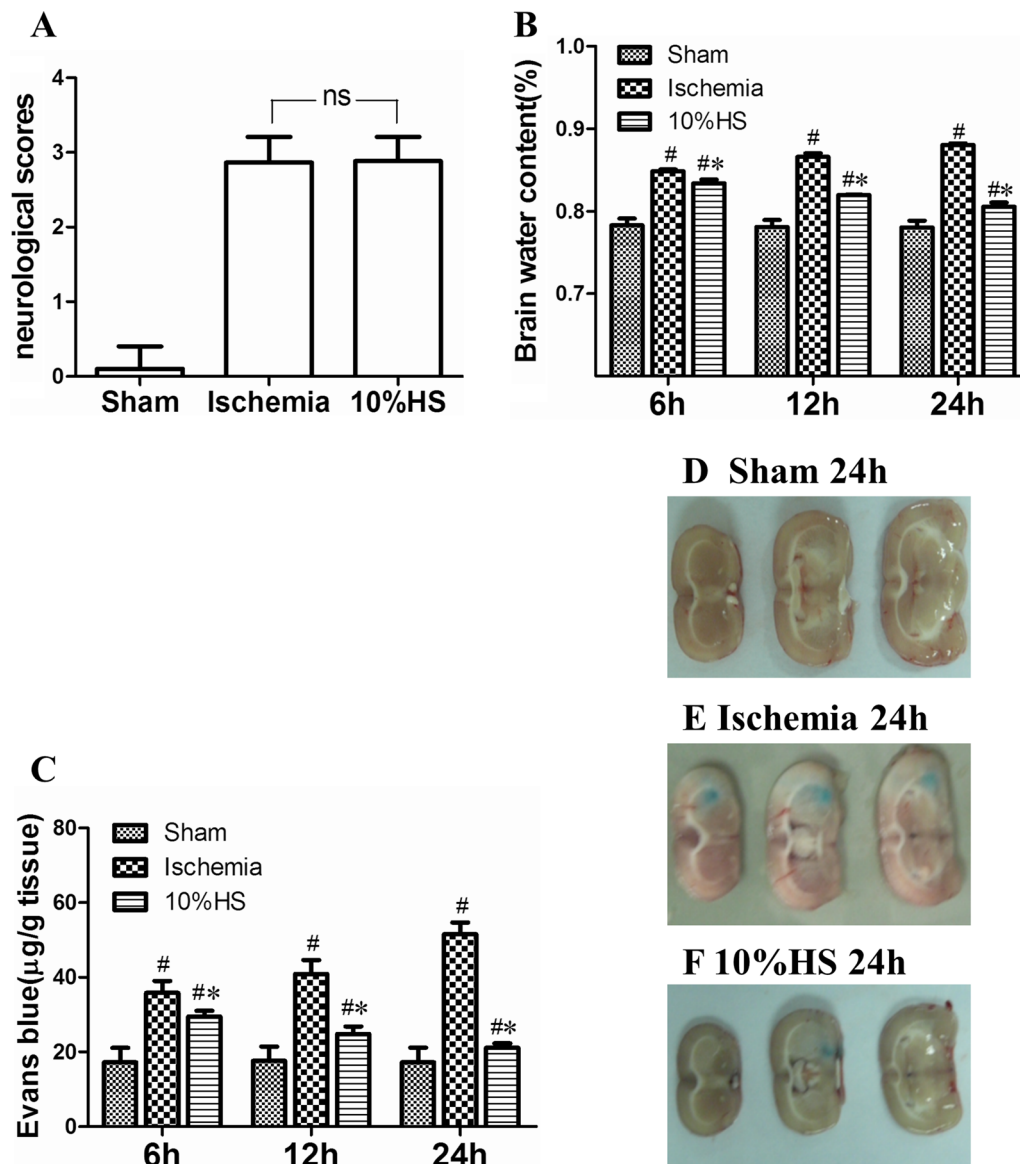 A
neurological scores
4
3
2
1
0
ns
Sham Ischemia 10%HS
B
Brain water content(%)
1.0
0.9
0.8
0.7
Sham
Ischemia
10%HS
# #* # #* # #*
6h 12h 24h
C
Evans blue(μg/g tissue)
80
60
40
20
0
Sham
Ischemia
10%HS
# #* # #* # #*
6h 12h 24h
D Sham 24h
E Ischemia 24h
F 10%HS 24h